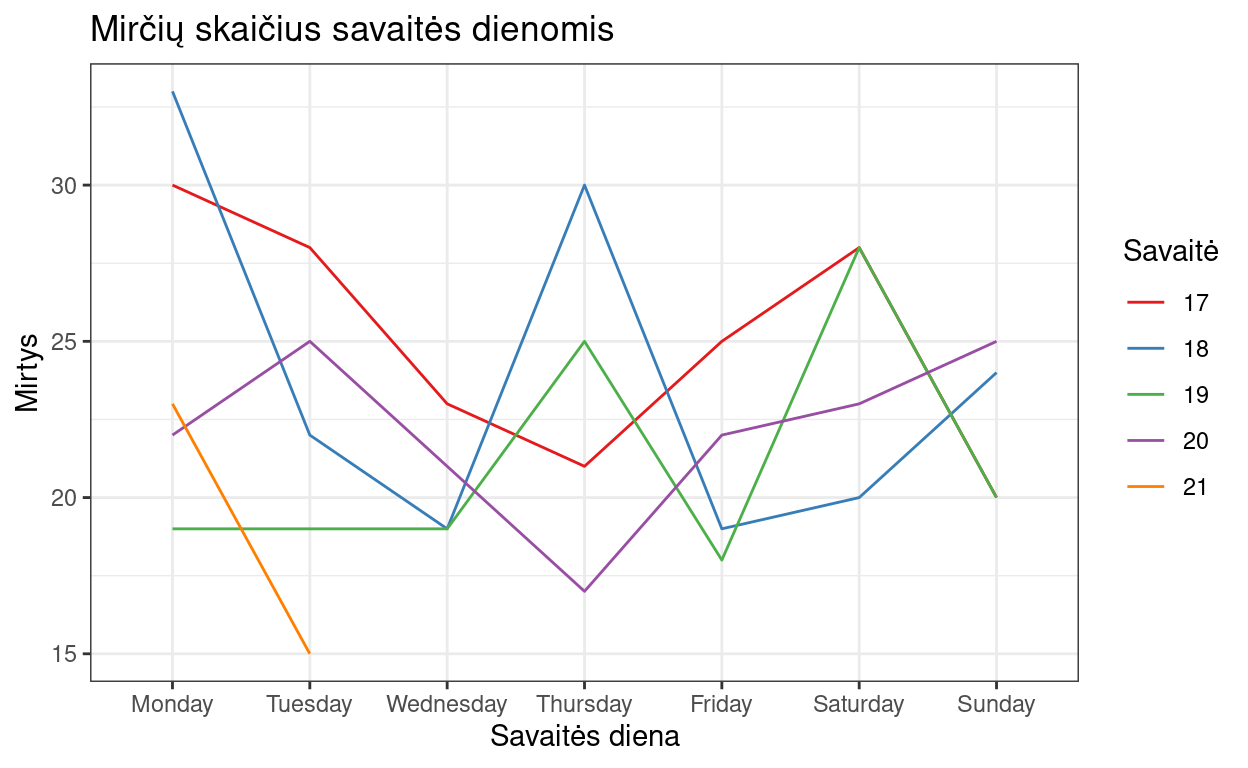 Mirčių skaičius savaitės dienomis
Mirtys
30
25
20
15
Monday Tuesday Wednesday Thursday Friday Saturday Sunday
Savaitės diena
Savaitė
17
18
19
20
21